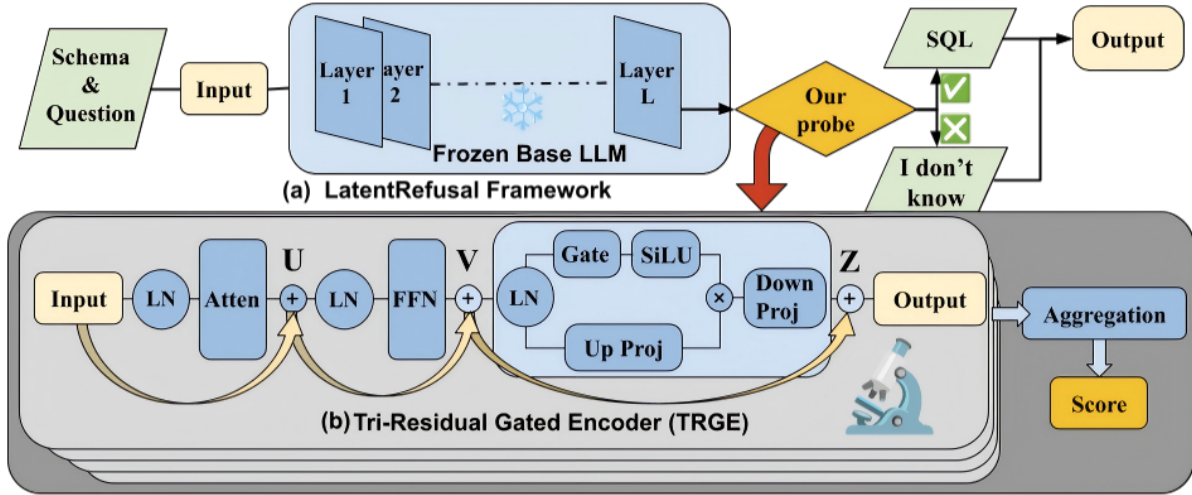 Schema
&
Question
Input
Layer
1
ayer
2
Layer
L
Frozen Base LLM
Our
probe
SQL
I don't
know
Output
(a) LatentRefusal Framework
Input
LN
Atten
U
+
LN
FFN
V
+
LN
Gate
SiLU
Up Proj
×
Down
Proj
Z
+
Output
(b) Tri-Residual Gated Encoder (TRGE)
Aggregation
Score